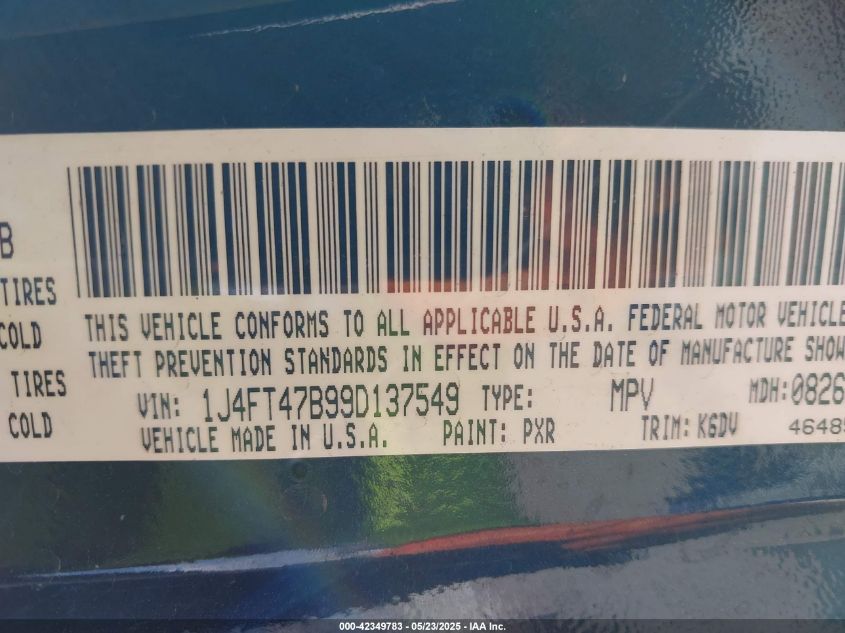 B
TIRES
COLD
TIRES
COLD
THIS VEHICLE CONFORMS TO ALL APPLICABLE U.S.A. FEDERAL MOTOR VEHICLE
THEFT PREVENTION STANDARDS IN EFFECT ON THE DATE OF MANUFACTURE SHOW
VIN: 1J4FT47B99D137549 TYPE: MPV MDH:0826
VEHICLE MADE IN U.S.A. PAINT: PXR TRIM: K6DV 4648
000-42349783 - 05/23/2025 - IAA Inc.